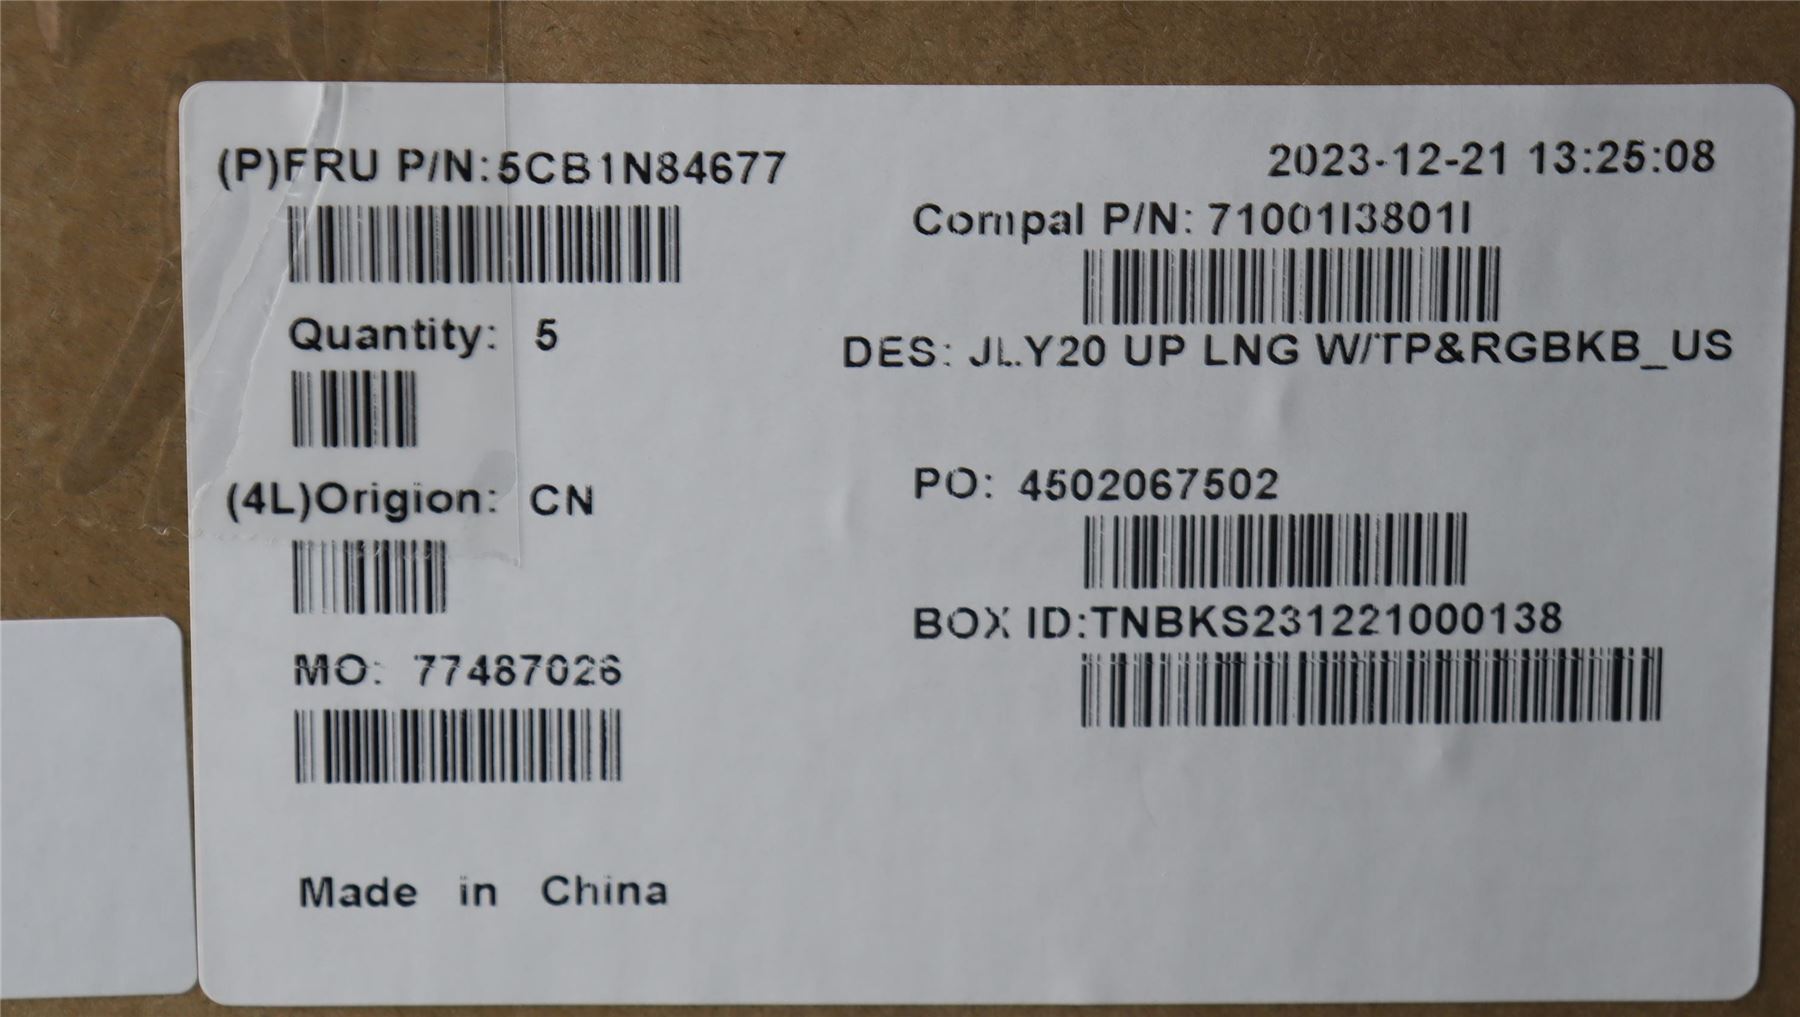 (P)FRU P/N:5CB1N84677
2023-12-21 13:25:08
Compal P/N: 71001I3801I
Quantity: 5
DES: JLY20 UP LNG W/TP&RGBKB_US
(4L)Origion: CN
PO: 4502067502
BOX ID:TNBKS231221000138
MO: 77487026
Made in China